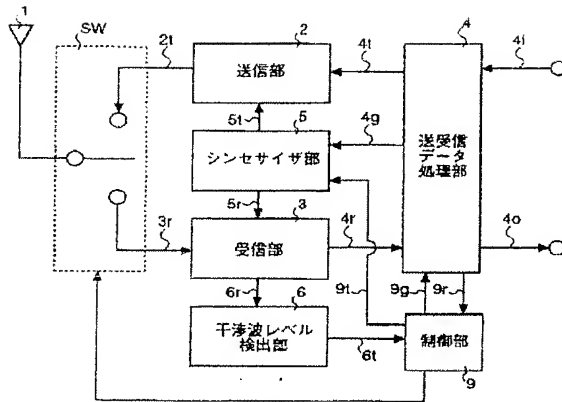 1
SW
2t
2
送信部
4t
4
4i
5t
5
4g
シンセサイザ部
送受信
データ
処理部
5r
3
3r
受信部
4r
4o
6r
6
9t
9g
9r
干渉波レベル
検出部
6t
制御部
9